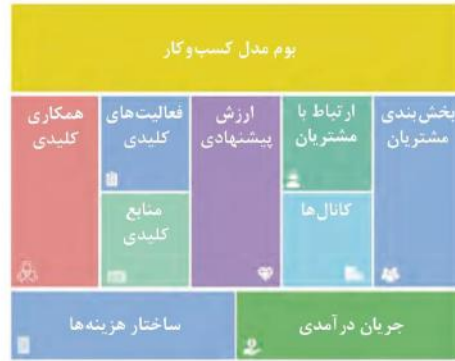 بوم مدل کسب‌وکار
بخش‌بندی
مشتریان
ارتباط با
مشتریان
کانال‌ها
ارزش
پیشنهادی
فعالیت‌های
کلیدی
منابع
کلیدی
همکاری
کلیدی
جریان درآمدی
ساختار هزینه‌ها